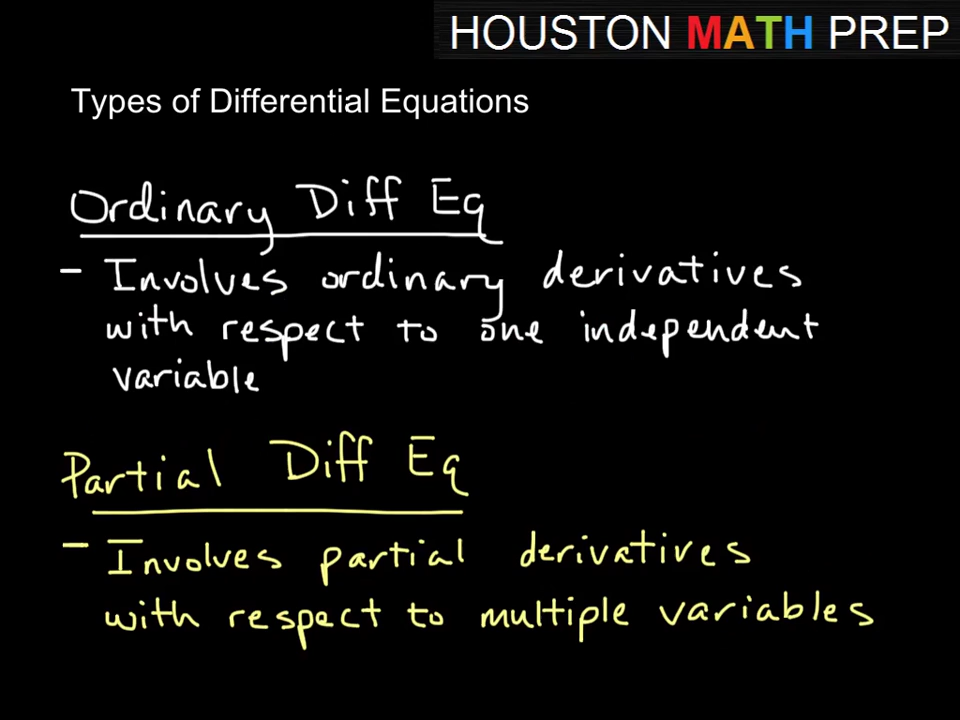 HOUSTON MATH PREP
Types of Differential Equations
Ordinary Diff Eq
- Involves ordinary derivatives
with respect to one independent
variable
Partial Diff Eq
- Involves partial derivatives
with respect to multiple variables